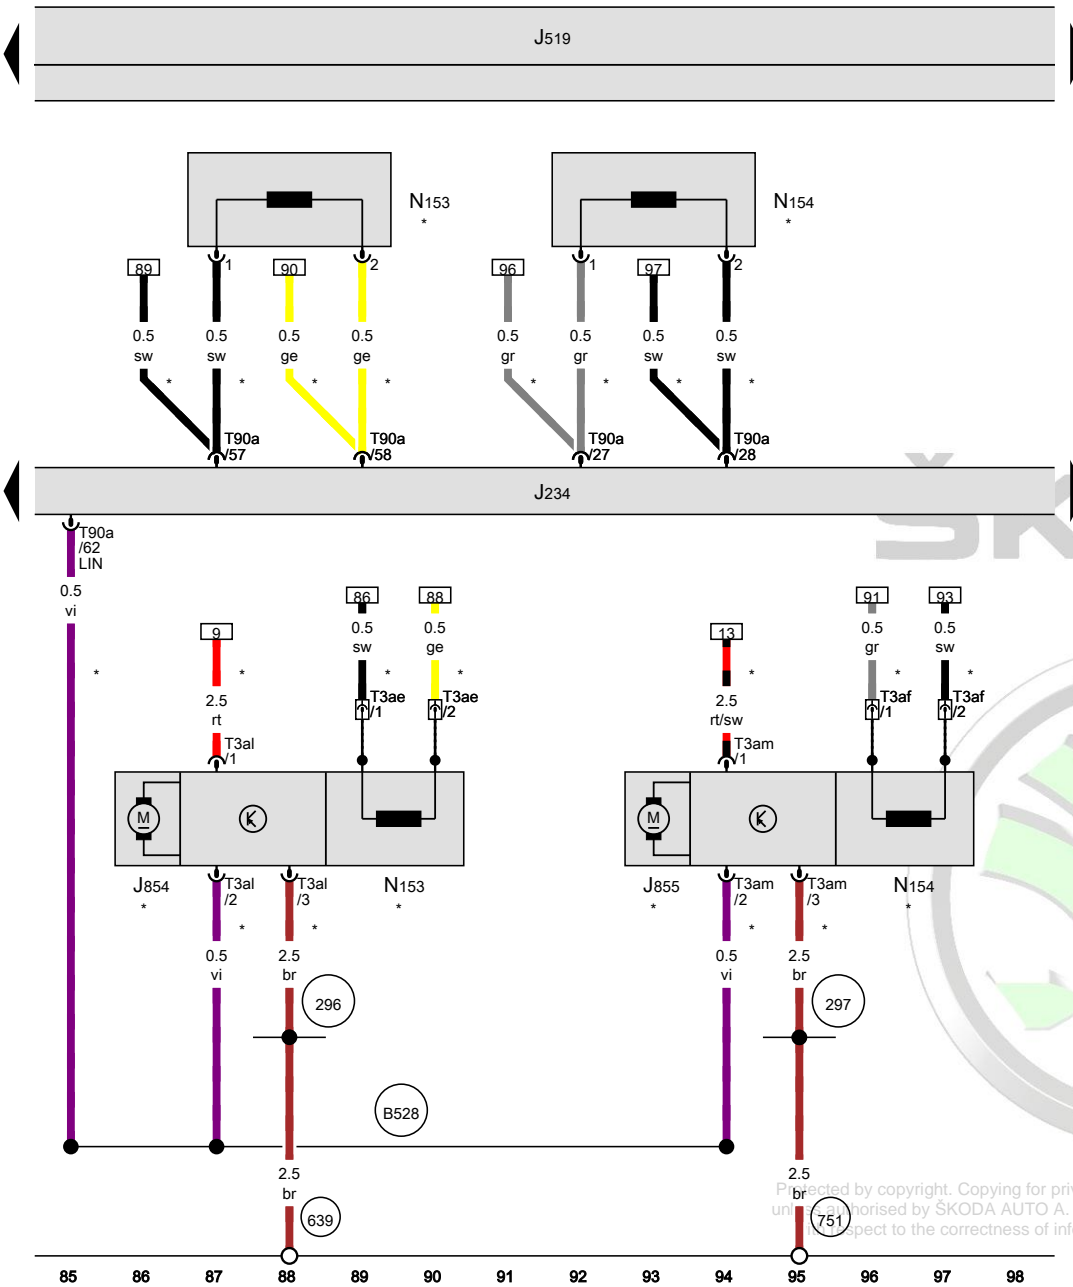 J519
N153
*
N154
*
89 1 90 2 96 1 97 2
0.5 0.5 0.5 0.5 0.5 0.5 0.5 0.5
sw sw ge ge gr gr sw sw
* * * * * * * *
T90a T90a T90a T90a
/57 /58 /27 /28
J234
T90a
/62
LIN
0.5
vi
*
86 88 91 93
0.5 0.5 0.5 0.5
sw ge gr sw
9 13
* * * * * *
2.5 2.5
rt rt/sw
T3ae T3ae T3af T3af
/1 /2 /1 /2
T3al T3am
/1 /1
M M
J854 T3al T3al N153 J855 T3am T3am N154
* /2 /3 * * /2 /3 *
* * * *
0.5 2.5 0.5 2.5
vi br vi br
296 297
B528
2.5 2.5
br br
639 751
Protected by copyright. Copying for
ŠKODA AUTO A.
respect to the correctness of
85 86 87 88 89 90 91 92 93 94 95 96 97 98